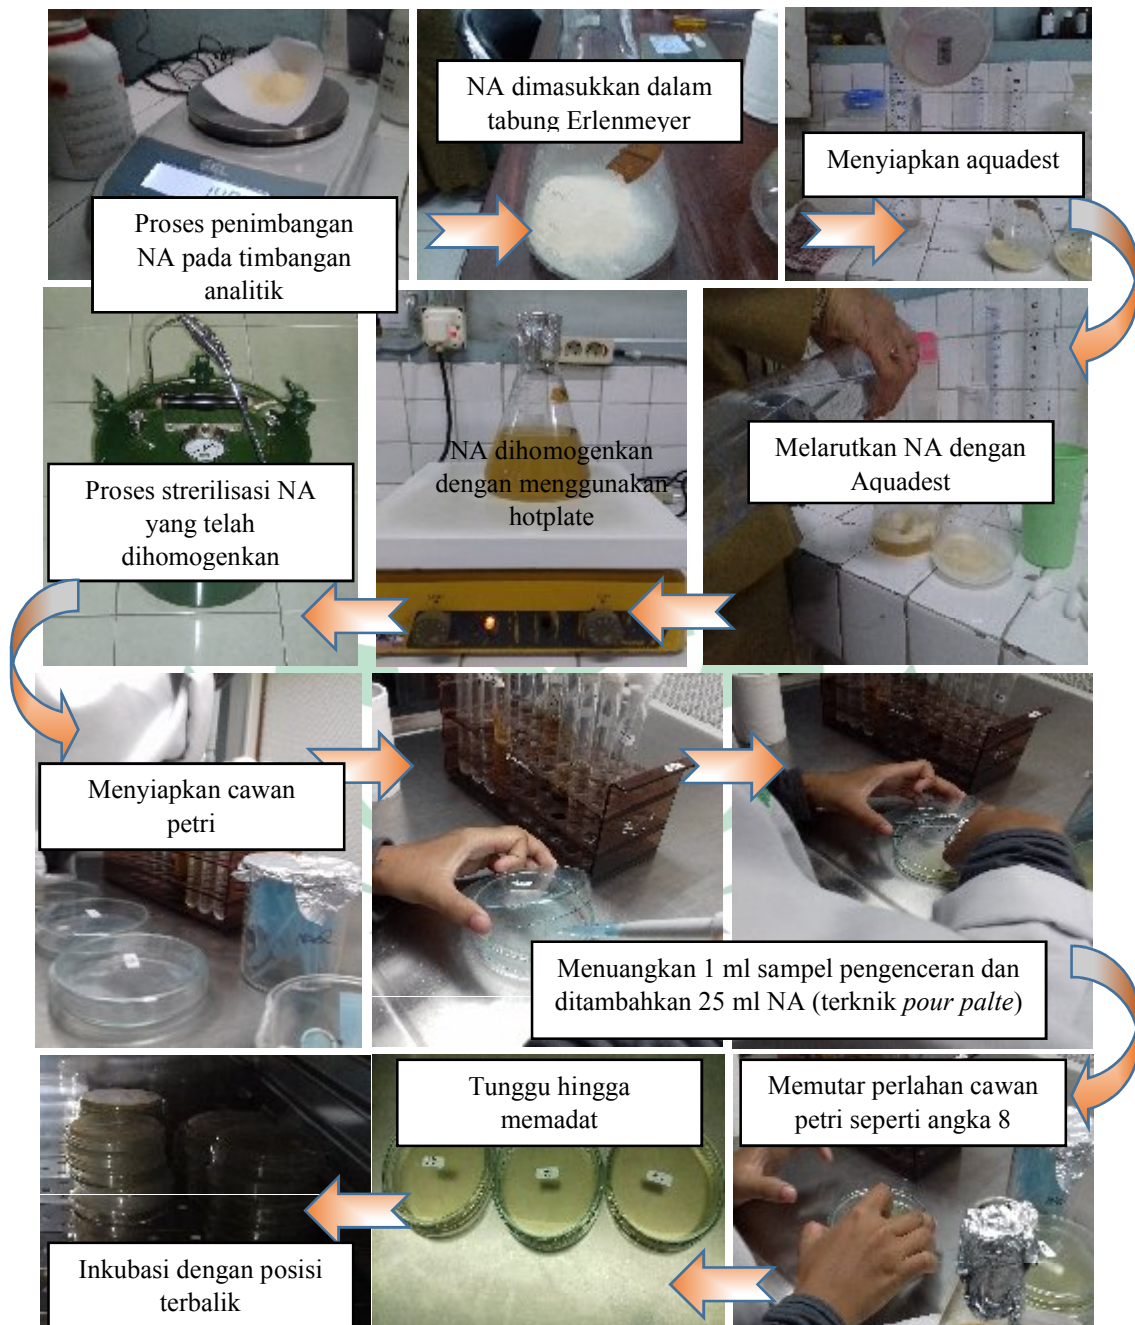 Proses penimbangan
NA pada timbangan
analitik
NA dimasukkan dalam
tabung Erlenmeyer
Menyiapkan aquadest
Melarutkan NA dengan
Aquadest
NA dihomogenkan
dengan menggunakan
hotplate
Proses strerilisasi NA
yang telah
dihomogenkan
Menyiapkan cawan
petri
Menuangkan 1 ml sampel pengenceran dan
ditambahkan 25 ml NA (terknik pour palte)
Memutar perlahan cawan
petri seperti angka 8
Tunggu hingga
memadat
Inkubasi dengan posisi
terbalik